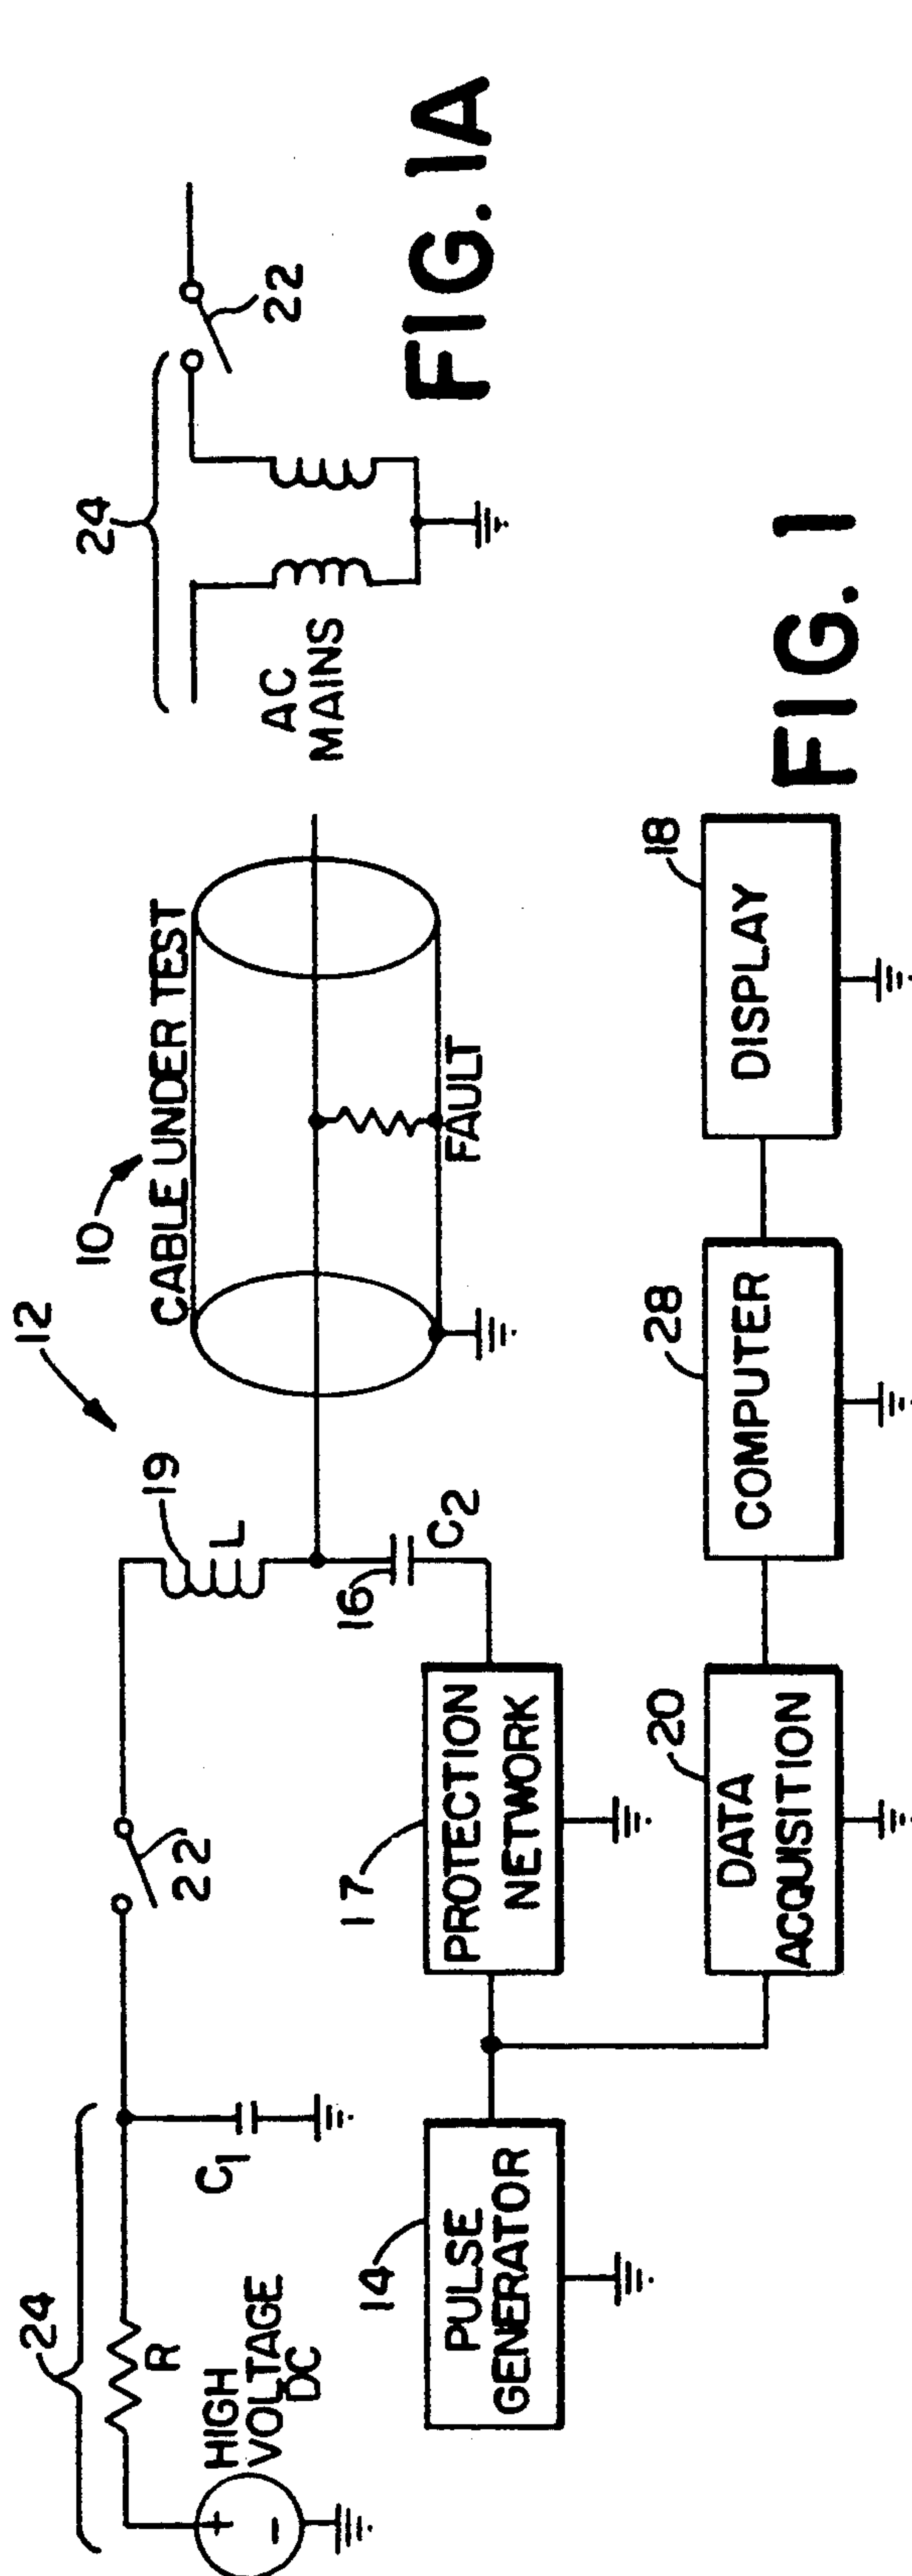 24
R
HIGH
VOLTAGE
DC
C1
22
12
19
L
10
CABLE UNDER TEST
FAULT
16
C2
14
PULSE
GENERATOR
17
PROTECTION
NETWORK
20
DATA
ACQUISITION
28
COMPUTER
18
DISPLAY
FIG. 1
24
AC
MAINS
22
FIG. 1A